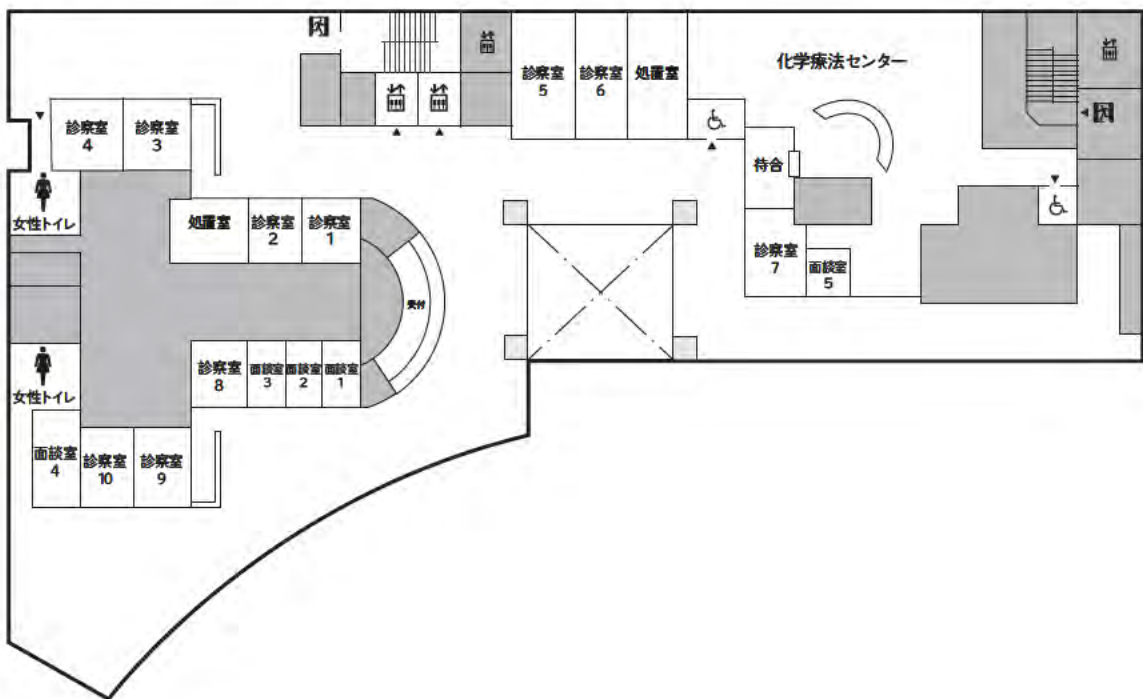 診察室
5
診察室
6
処置室
化学療法センター
診察室
4
診察室
3
待合
女性トイレ
処置室
診察室
2
診察室
1
診察室
7
面談室
5
受付
診察室
8
面談室
3
面談室
2
面談室
1
女性トイレ
面談室
4
診察室
10
診察室
9